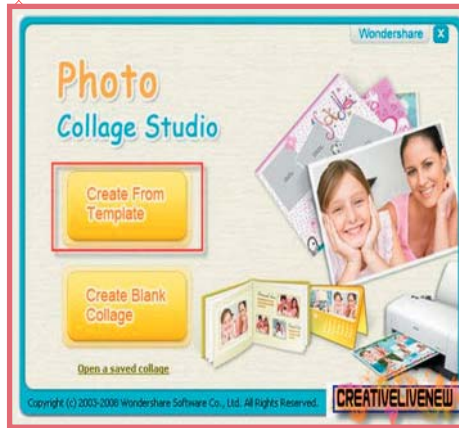 Wondershare X
Photo
Collage Studio
Create From
Template
Create Blank
Collage
Open a saved collage
Copyright (c) 2003-2008 Wondershare Software Co., Ltd. All Rights Reserved.
CREATIVELIVENEW